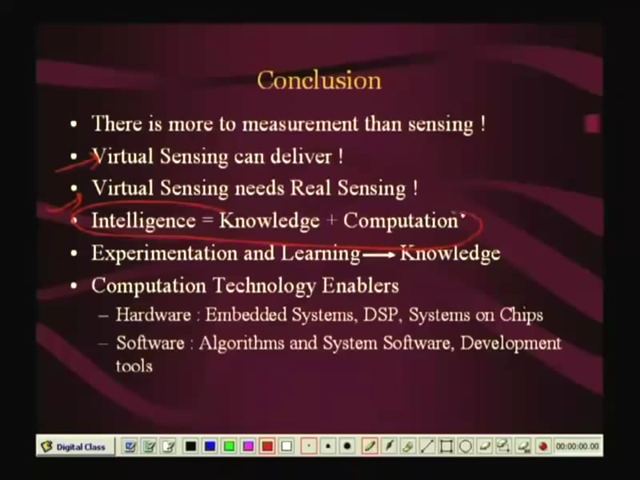 Conclusion
• There is more to measurement than sensing !
• Virtual Sensing can deliver !
• Virtual Sensing needs Real Sensing !
• Intelligence = Knowledge + Computation
• Experimentation and Learning → Knowledge
• Computation Technology Enablers
– Hardware : Embedded Systems, DSP, Systems on Chips
– Software : Algorithms and System Software, Development
tools
Digital Class
00:00:00.00